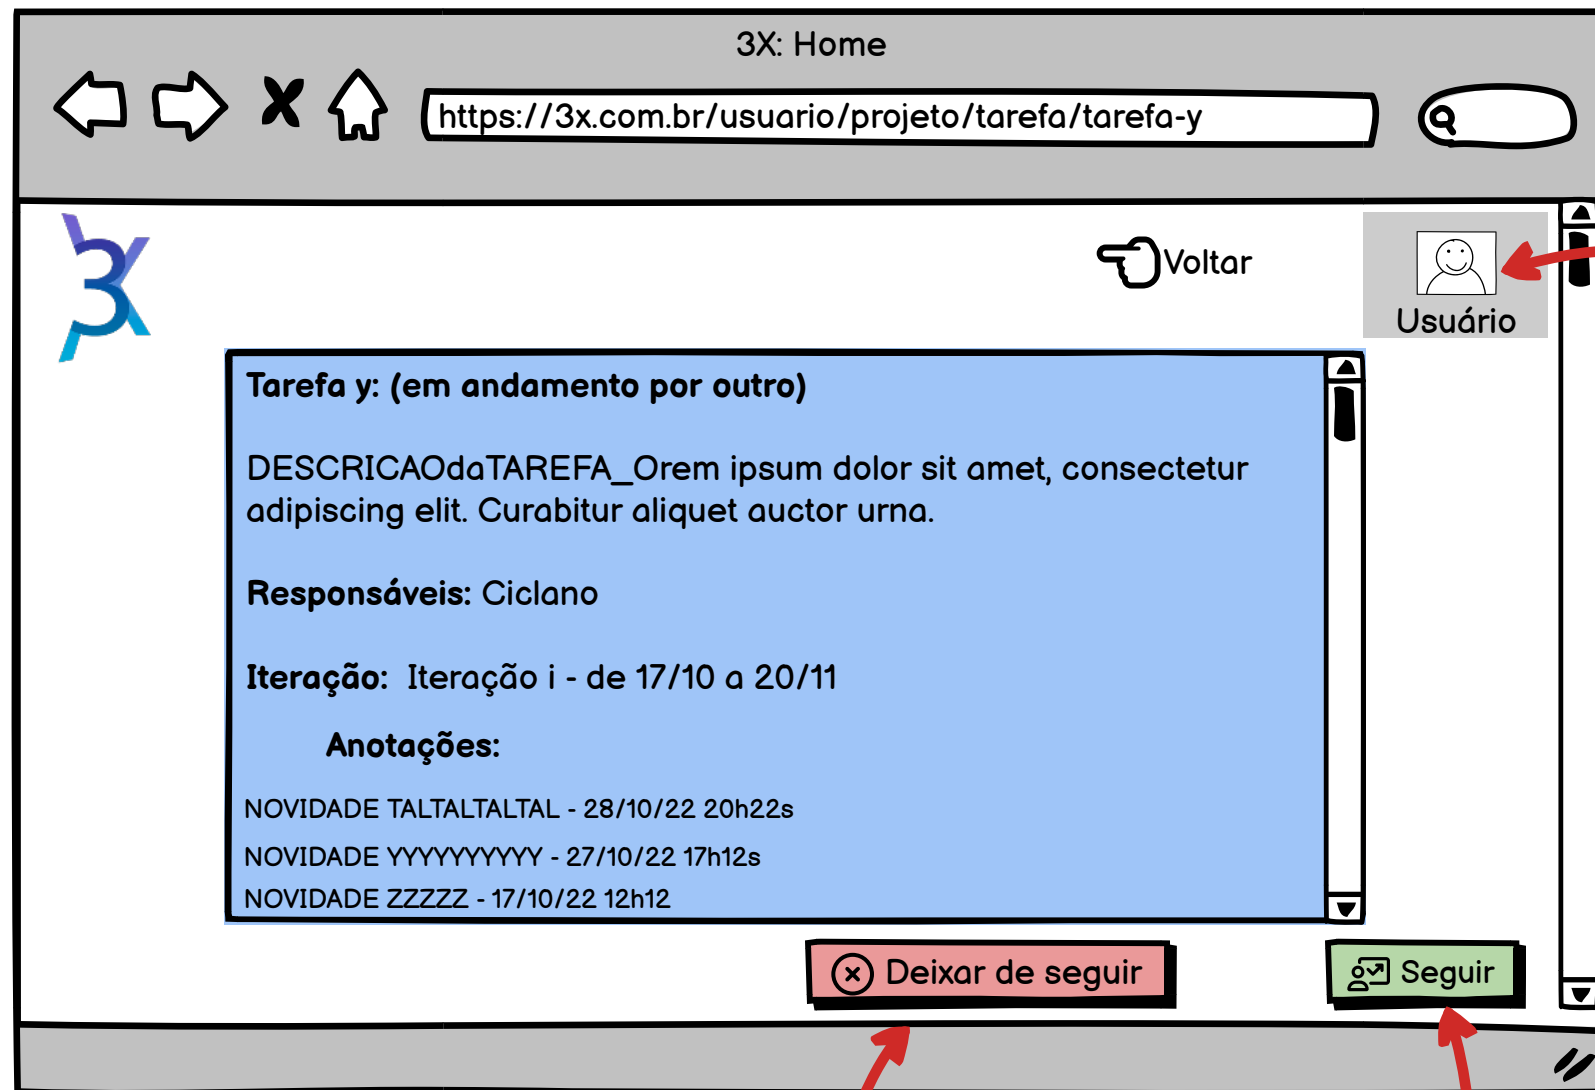 3X: Home
https://3x.com.br/usuario/projeto/tarefa/tarefa-y
3X
Voltar
Usuário
Tarefa y: (em andamento por outro)
DESCRICAOdaTAREFA_Orem ipsum dolor sit amet, consectetur
adipiscing elit. Curabitur aliquet auctor urna.
Responsáveis: Ciclano
Iteração: Iteração i - de 17/10 a 20/11
Anotações:
NOVIDADE TALTALTALTAL - 28/10/22 20h22s
NOVIDADE YYYYYYYYYY - 27/10/22 17h12s
NOVIDADE ZZZZZ - 17/10/22 12h12
Deixar de seguir
Seguir